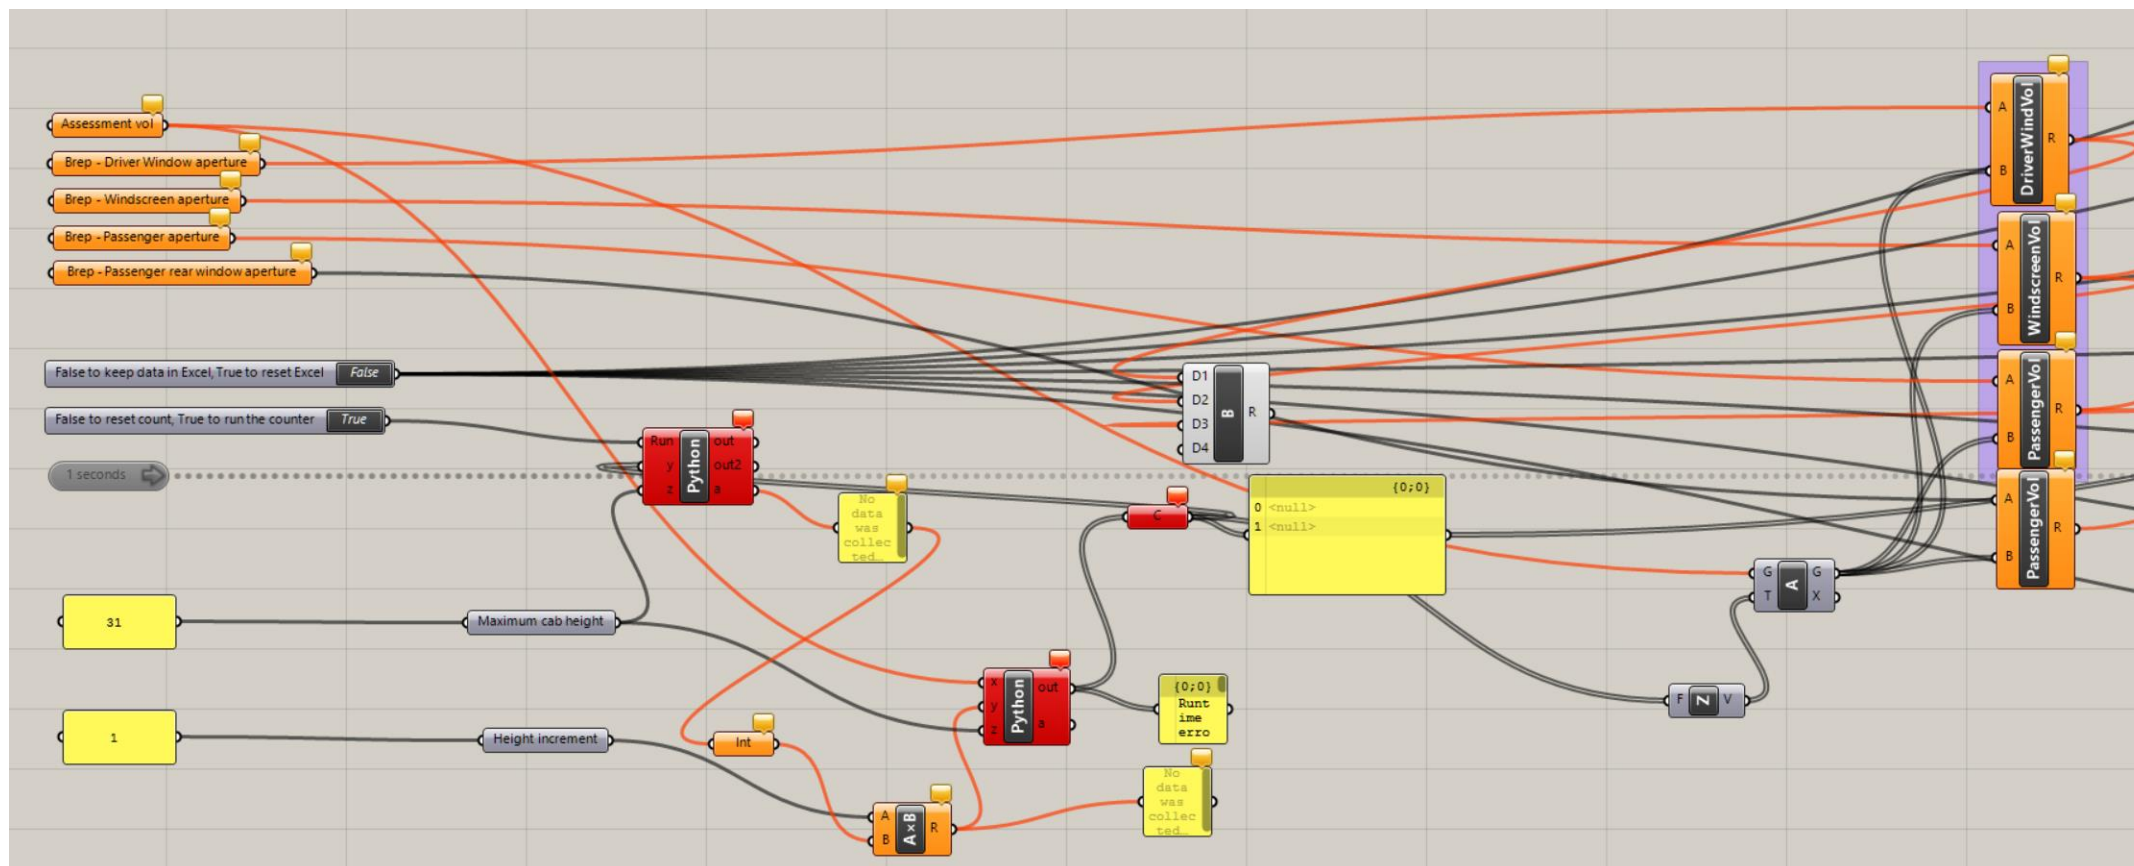 Assessment vol
Brep - Driver Window aperture
Brep - Windscreen aperture
Brep - Passenger aperture
Brep - Passenger rear window aperture
False to keep data in Excel, True to reset Excel False
False to reset count, True to run the counter True
1 seconds
31
Maximum cab height
1
Height increment
Run
y
z
Python
out
out2
a
No
data
was
collec
ted...
Int
A
B
A×B
R
x
y
z
Python
out
a
{0;0}
Runt
ime
erro
No
data
was
collec
ted...
C
D1
D2
D3
D4
B
R
{0;0}
0 <null>
1 <null>
F
Z
V
G
T
A
G
X
A
B
DriverWindVol
R
A
B
WindscreenVol
R
A
B
PassengerVol
R
A
B
PassengerVol
R